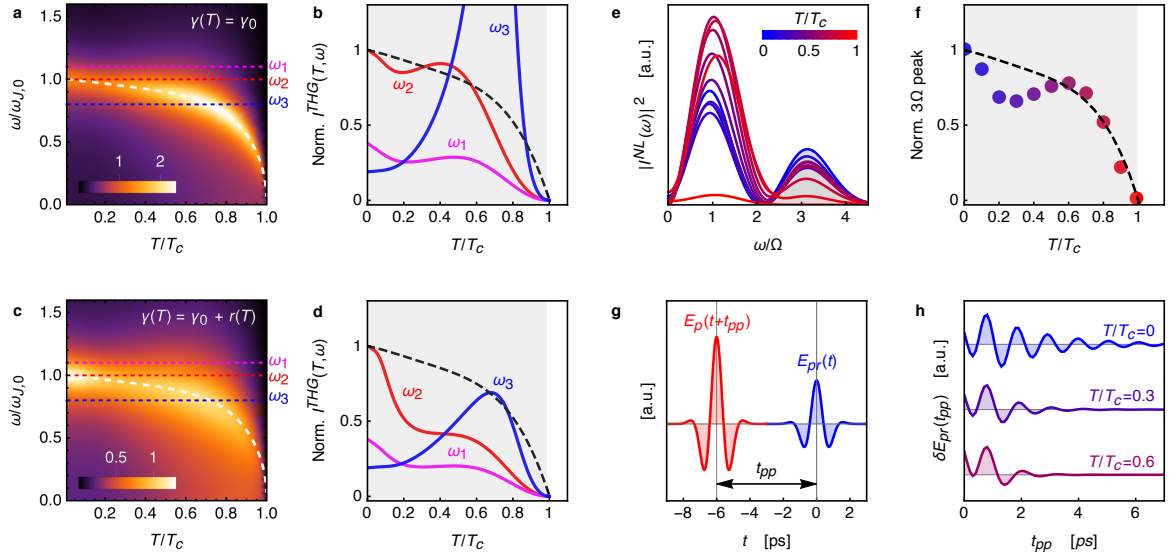 a
γ(T) = γ0
ω/ωJ,0
1.5
1.0
0.5
0.0
1
2
0.2 0.4 0.6 0.8 1.0
T/Tc
ω1
ω2
ω3
b
Norm. I^THG(T,ω)
1
0.5
0
0 0.2 0.4 0.6 0.8 1
T/Tc
ω1
ω2
ω3
e
T/Tc
0 0.5 1
|I^NL(ω)|² [a.u.]
0 1 2 3 4
ω/Ω
f
Norm. 3Ω peak
1
0.5
0
0 0.2 0.4 0.6 0.8 1
T/Tc
c
γ(T) = γ0 + r(T)
ω/ωJ,0
1.5
1.0
0.5
0.0
0.5 1
0.2 0.4 0.6 0.8 1.0
T/Tc
ω1
ω2
ω3
d
Norm. I^THG(T,ω)
1
0.5
0
0 0.2 0.4 0.6 0.8 1
T/Tc
ω1
ω2
ω3
g
Ep(t+tpp)
Epr(t)
[a.u.]
tpp
−8 −6 −4 −2 0 2
t [ps]
h
T/Tc=0
T/Tc=0.3
T/Tc=0.6
δEpr(tpp) [a.u.]
0 2 4 6
tpp [ps]